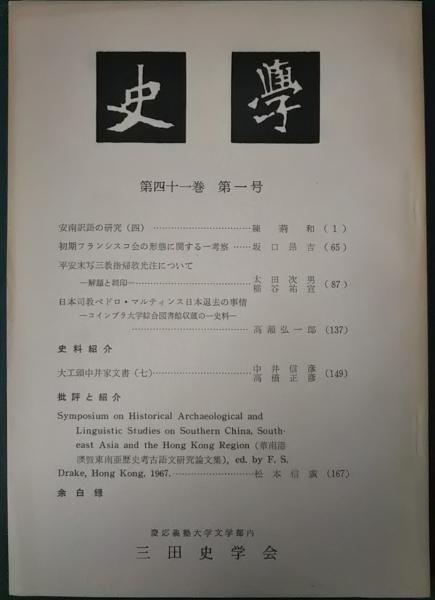 史 學
第四十一巻 第一号
安南訳語の研究(四) ………………………… 陳 荊 和 (1)
初期フランシスコ会の形態に関する一考察 …… 坂 口 昂 吉 (65)
平安末写三教指帰敦光注について
―解題と翻印― ………………………… 太 田 次 男
稲 谷 祐 宣 (87)
日本司教ペドロ・マルティンス日本退去の事情
―コインブラ大学綜合図書館収蔵の一史料―
………………………… 高 瀬 弘 一 郎 (137)
史 料 紹 介
大工頭中井家文書(七) ………………… 中 井 信 彦
高 橋 正 彦 (149)
批 評 と 紹 介
Symposium on Historical Archaeological and
Linguistic Studies on Southern China, South-
east Asia and the Hong Kong Region (華南港
澳曁東南亜歴史考古語文研究論文集), ed. by F. S.
Drake, Hong Kong, 1967. ……………………… 松 本 信 廣 (167)
余 白 録
慶応義塾大学文学部内
三 田 史 学 会